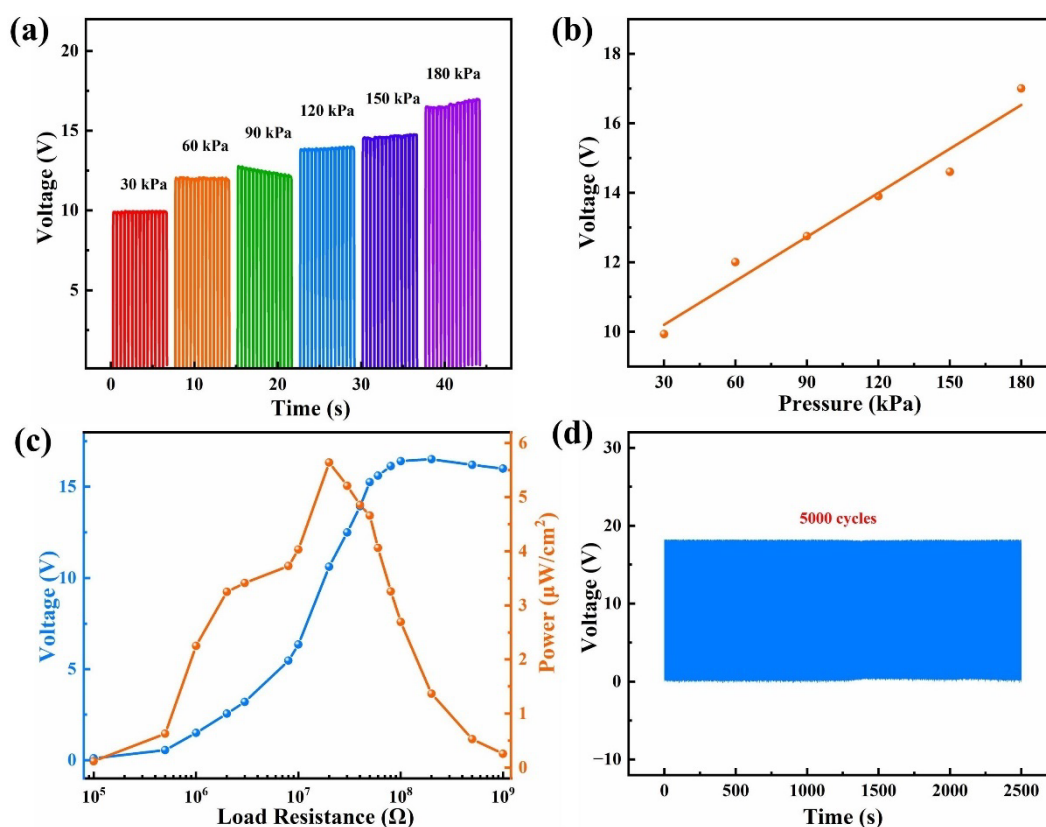 (a)
20
15
10
5
Voltage (V)
30 kPa
60 kPa
90 kPa
120 kPa
150 kPa
180 kPa
0 10 20 30 40
Time (s)
(b)
18
16
14
12
10
Voltage (V)
30 60 90 120 150 180
Pressure (kPa)
(c)
15
10
5
0
Voltage (V)
6
5
4
3
2
1
0
Power (μW/cm²)
10⁵ 10⁶ 10⁷ 10⁸ 10⁹
Load Resistance (Ω)
(d)
30
20
10
0
−10
Voltage (V)
5000 cycles
0 500 1000 1500 2000 2500
Time (s)